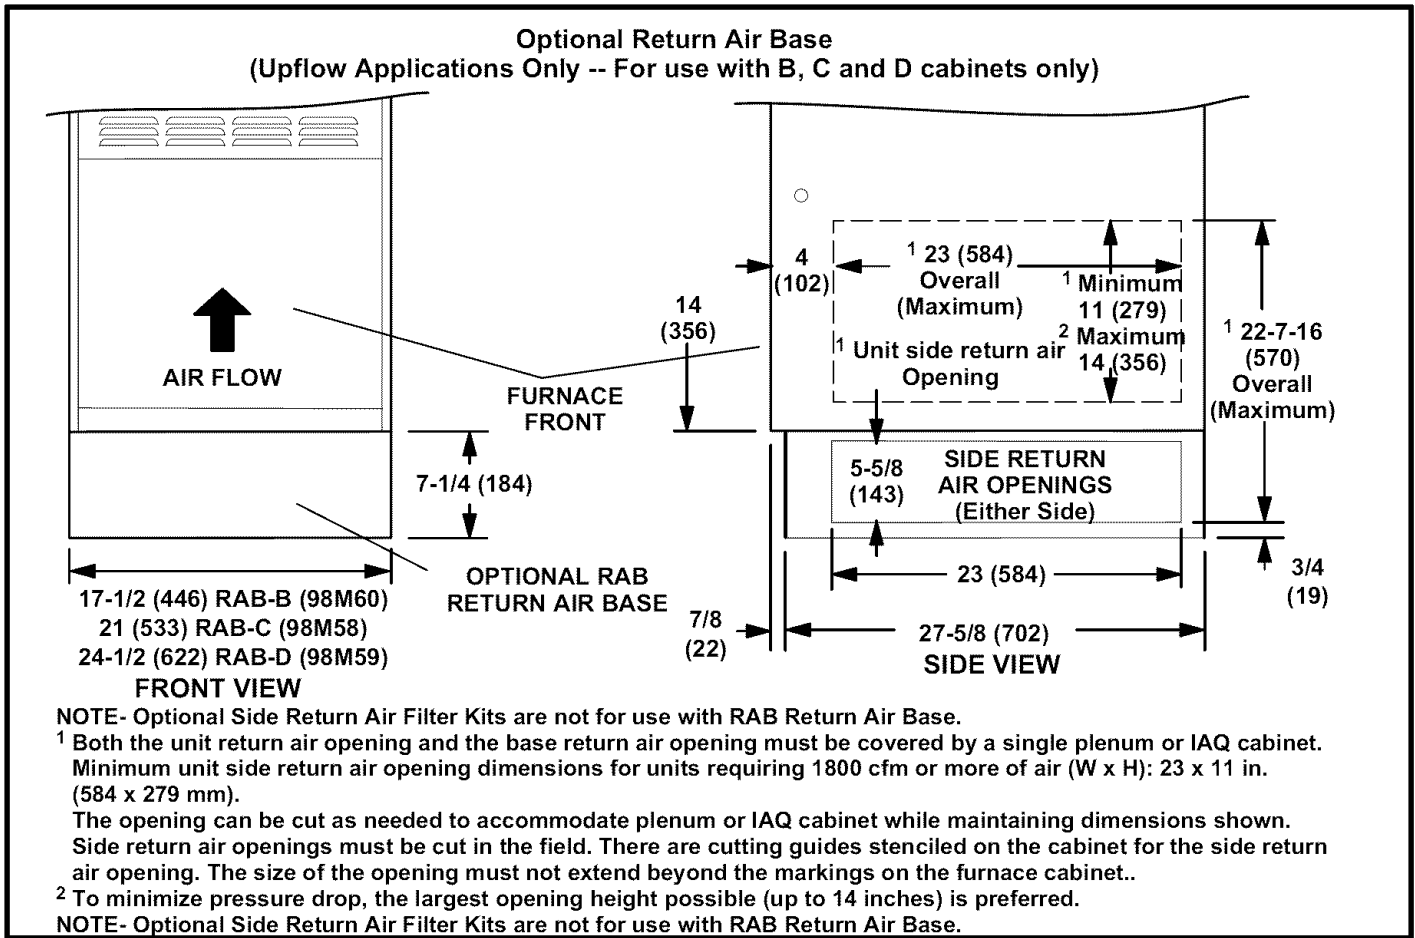 Optional Return Air Base
(Upflow Applications Only -- For use with B, C and D cabinets only)
AIR FLOW
FURNACE
FRONT
7-1/4 (184)
OPTIONAL RAB
RETURN AIR BASE
17-1/2 (446) RAB-B (98M60)
21 (533) RAB-C (98M58)
24-1/2 (622) RAB-D (98M59)
FRONT VIEW
14
(356)
4
(102)
1 23 (584)
Overall
(Maximum)
1 Minimum
11 (279)
2 Maximum
14 (356)
1 Unit side return air
Opening
1 22-7-16
(570)
Overall
(Maximum)
5-5/8
(143)
SIDE RETURN
AIR OPENINGS
(Either Side)
23 (584)
3/4
(19)
7/8
(22)
27-5/8 (702)
SIDE VIEW
NOTE- Optional Side Return Air Filter Kits are not for use with RAB Return Air Base.
1 Both the unit return air opening and the base return air opening must be covered by a single plenum or IAQ cabinet.
Minimum unit side return air opening dimensions for units requiring 1800 cfm or more of air (W x H): 23 x 11 in.
(584 x 279 mm).
The opening can be cut as needed to accommodate plenum or IAQ cabinet while maintaining dimensions shown.
Side return air openings must be cut in the field. There are cutting guides stenciled on the cabinet for the side return
air opening. The size of the opening must not extend beyond the markings on the furnace cabinet..
2 To minimize pressure drop, the largest opening height possible (up to 14 inches) is preferred.
NOTE- Optional Side Return Air Filter Kits are not for use with RAB Return Air Base.